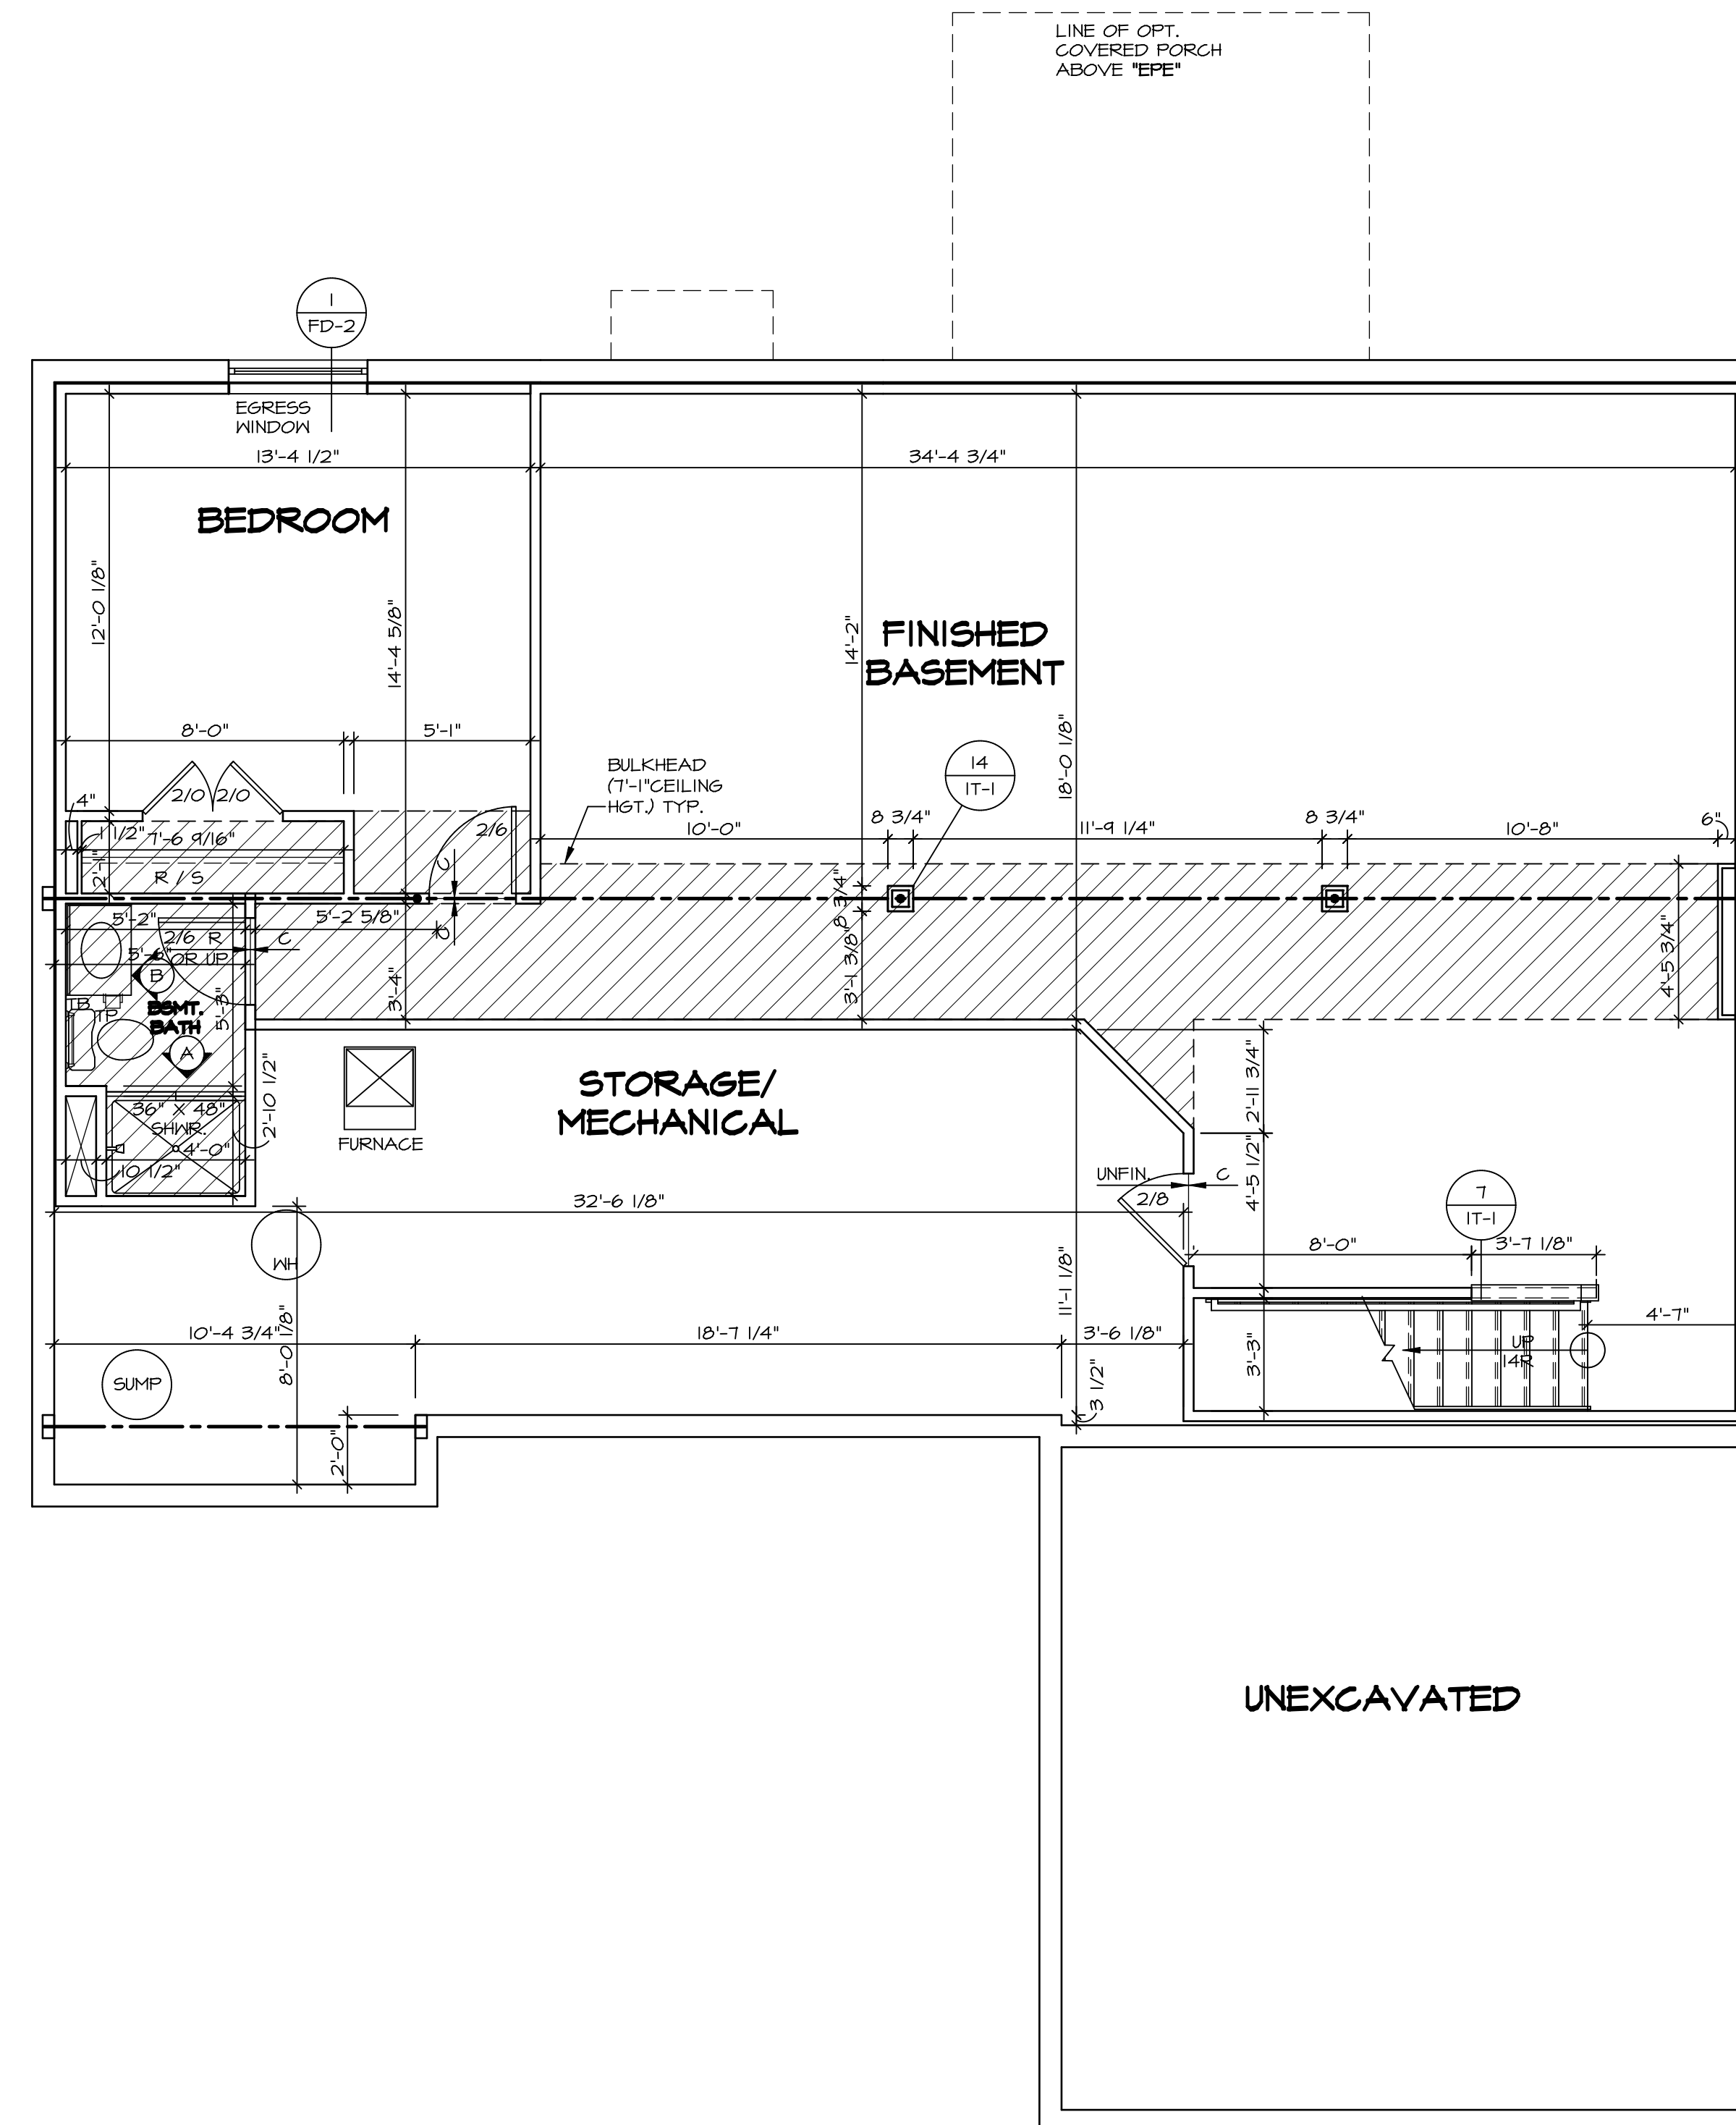 LINE OF OPT.
COVERED PORCH
ABOVE "EPE"
1
FD-2
EGRESS
WINDOW
13'-4 1/2"
34'-4 3/4"
BEDROOM
12'-0 1/8"
14'-4 5/8"
14'-2"
FINISHED
BASEMENT
18'-0 1/8"
8'-0"
5'-1"
BULKHEAD
(7'-1"CEILING
HGT.) TYP.
14
IT-1
2/0
2/0
4"
1 1/2"
7'-6 9/16"
2/6
10'-0"
8 3/4"
11'-9 1/4"
8 3/4"
10'-8"
6"
2'-1"
R / S
C
C
8 3/4"
5'-2"
5'-2 5/8"
2/6 R
OR UP
C
5'-6"
B
3'-4"
3'-1 3/8"
4'-5 3/4"
TB
TP
BSMT.
BATH
5'-3"
A
2'-10 1/2"
36" X 48"
SHWR.
4'-0"
10 1/2"
FURNACE
STORAGE/
MECHANICAL
2'-11 3/4"
4'-5 1/2"
UNFIN.
C
2/8
7
IT-1
32'-6 1/8"
WH
8'-0"
3'-7 1/8"
11'-1 1/8"
10'-4 3/4"
8'-0 1/8"
18'-7 1/4"
3'-6 1/8"
3'-3"
UP
14R
4'-7"
SUMP
3 1/2"
2'-0"
UNEXCAVATED